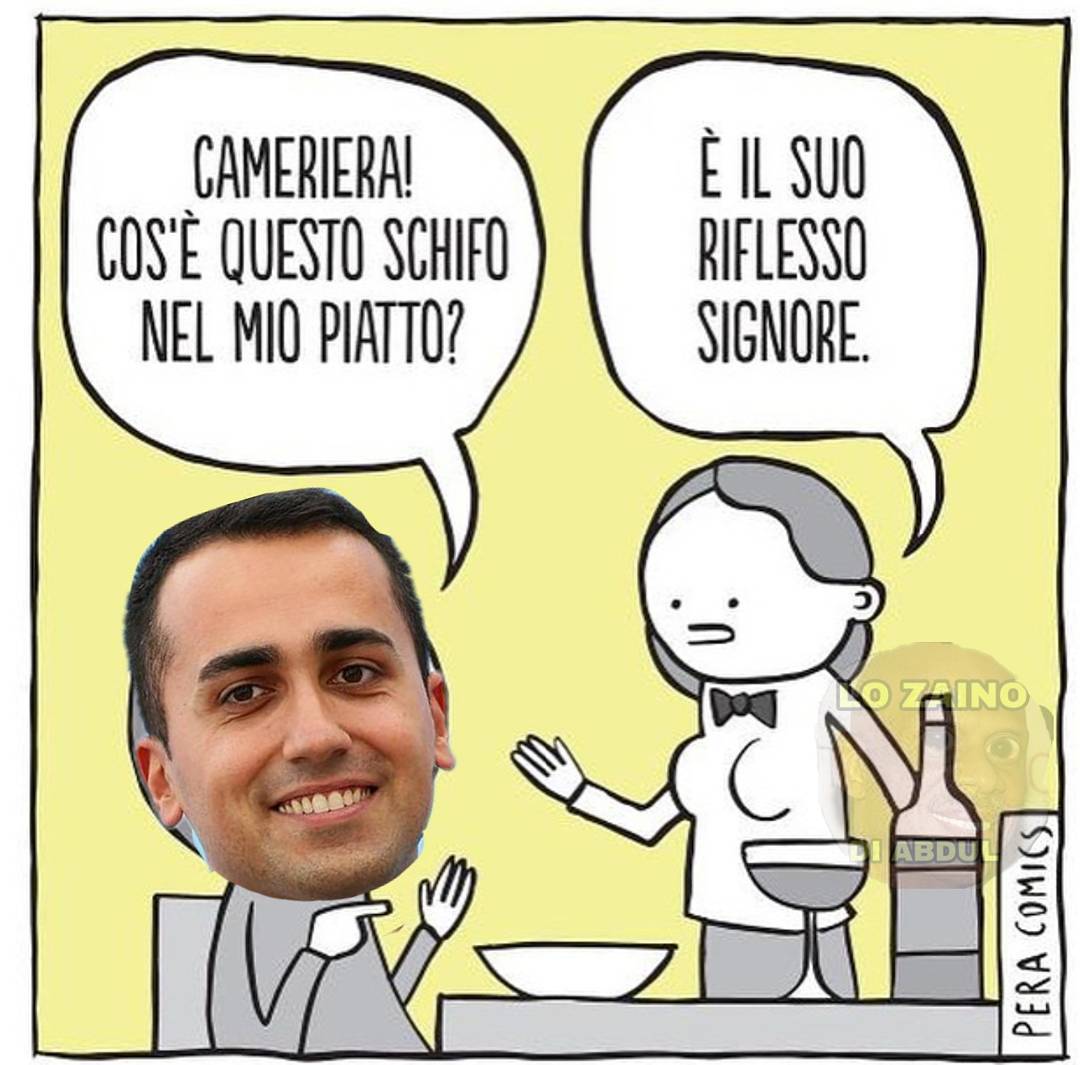 CAMERIERA!
COS'È QUESTO SCHIFO
NEL MIO PIATTO?
È IL SUO
RIFLESSO
SIGNORE.
LO ZAINO
DI ABDUL
PERA COMICS